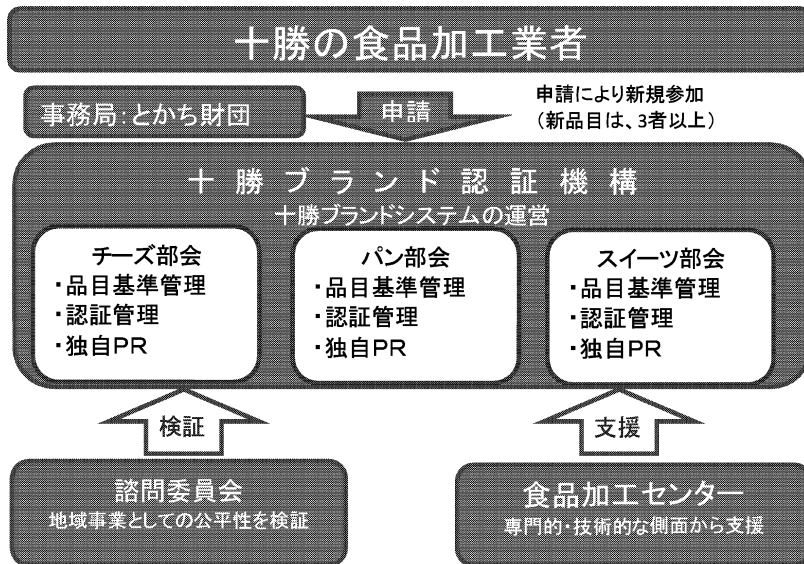 十勝の食品加工業者
事務局:とかち財団
申請
申請により新規参加
(新品目は、3者以上)
十勝ブランド認証機構
十勝ブランドシステムの運営
チーズ部会
・品目基準管理
・認証管理
・独自PR
パン部会
・品目基準管理
・認証管理
・独自PR
スイーツ部会
・品目基準管理
・認証管理
・独自PR
検証
支援
諮問委員会
地域事業としての公平性を検証
食品加工センター
専門的・技術的な側面から支援